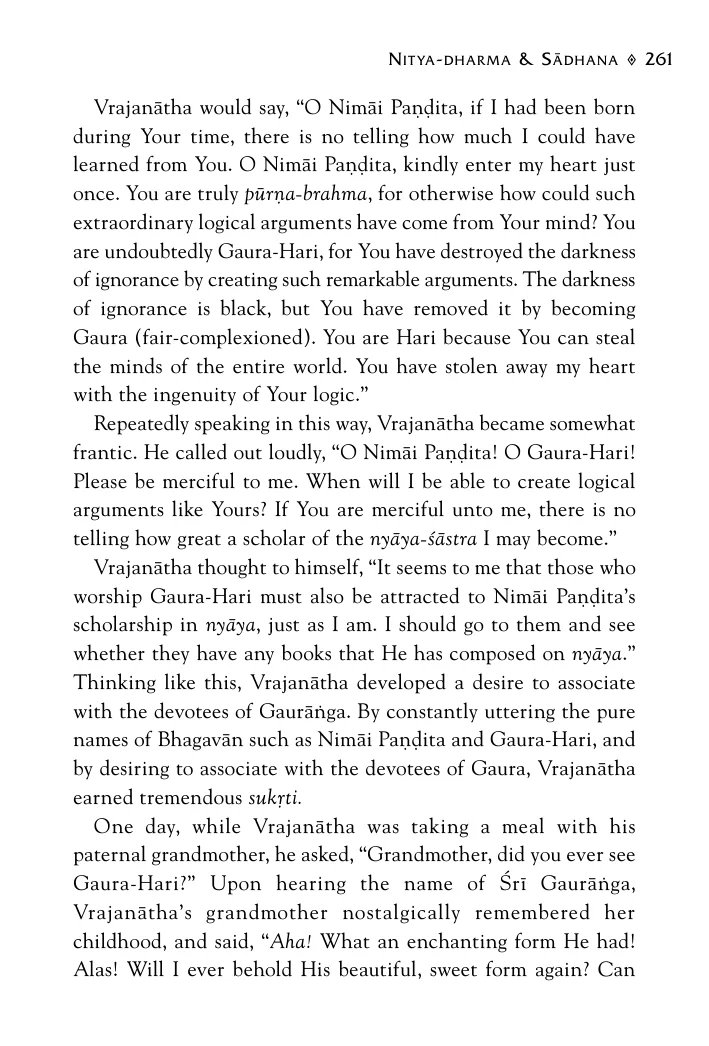 Nitya-dharma & Sādhana ◊ 261
Vrajanātha would say, “O Nimāi Paṇḍita, if I had been born
during Your time, there is no telling how much I could have
learned from You. O Nimāi Paṇḍita, kindly enter my heart just
once. You are truly pūrṇa-brahma, for otherwise how could such
extraordinary logical arguments have come from Your mind? You
are undoubtedly Gaura-Hari, for You have destroyed the darkness
of ignorance by creating such remarkable arguments. The darkness
of ignorance is black, but You have removed it by becoming
Gaura (fair-complexioned). You are Hari because You can steal
the minds of the entire world. You have stolen away my heart
with the ingenuity of Your logic.”
Repeatedly speaking in this way, Vrajanātha became somewhat
frantic. He called out loudly, “O Nimāi Paṇḍita! O Gaura-Hari!
Please be merciful to me. When will I be able to create logical
arguments like Yours? If You are merciful unto me, there is no
telling how great a scholar of the nyāya-śāstra I may become.”
Vrajanātha thought to himself, “It seems to me that those who
worship Gaura-Hari must also be attracted to Nimāi Paṇḍita’s
scholarship in nyāya, just as I am. I should go to them and see
whether they have any books that He has composed on nyāya.”
Thinking like this, Vrajanātha developed a desire to associate
with the devotees of Gaurāṅga. By constantly uttering the pure
names of Bhagavān such as Nimāi Paṇḍita and Gaura-Hari, and
by desiring to associate with the devotees of Gaura, Vrajanātha
earned tremendous sukṛti.
One day, while Vrajanātha was taking a meal with his
paternal grandmother, he asked, “Grandmother, did you ever see
Gaura-Hari?” Upon hearing the name of Śrī Gaurāṅga,
Vrajanātha’s grandmother nostalgically remembered her
childhood, and said, “Aha! What an enchanting form He had!
Alas! Will I ever behold His beautiful, sweet form again? Can